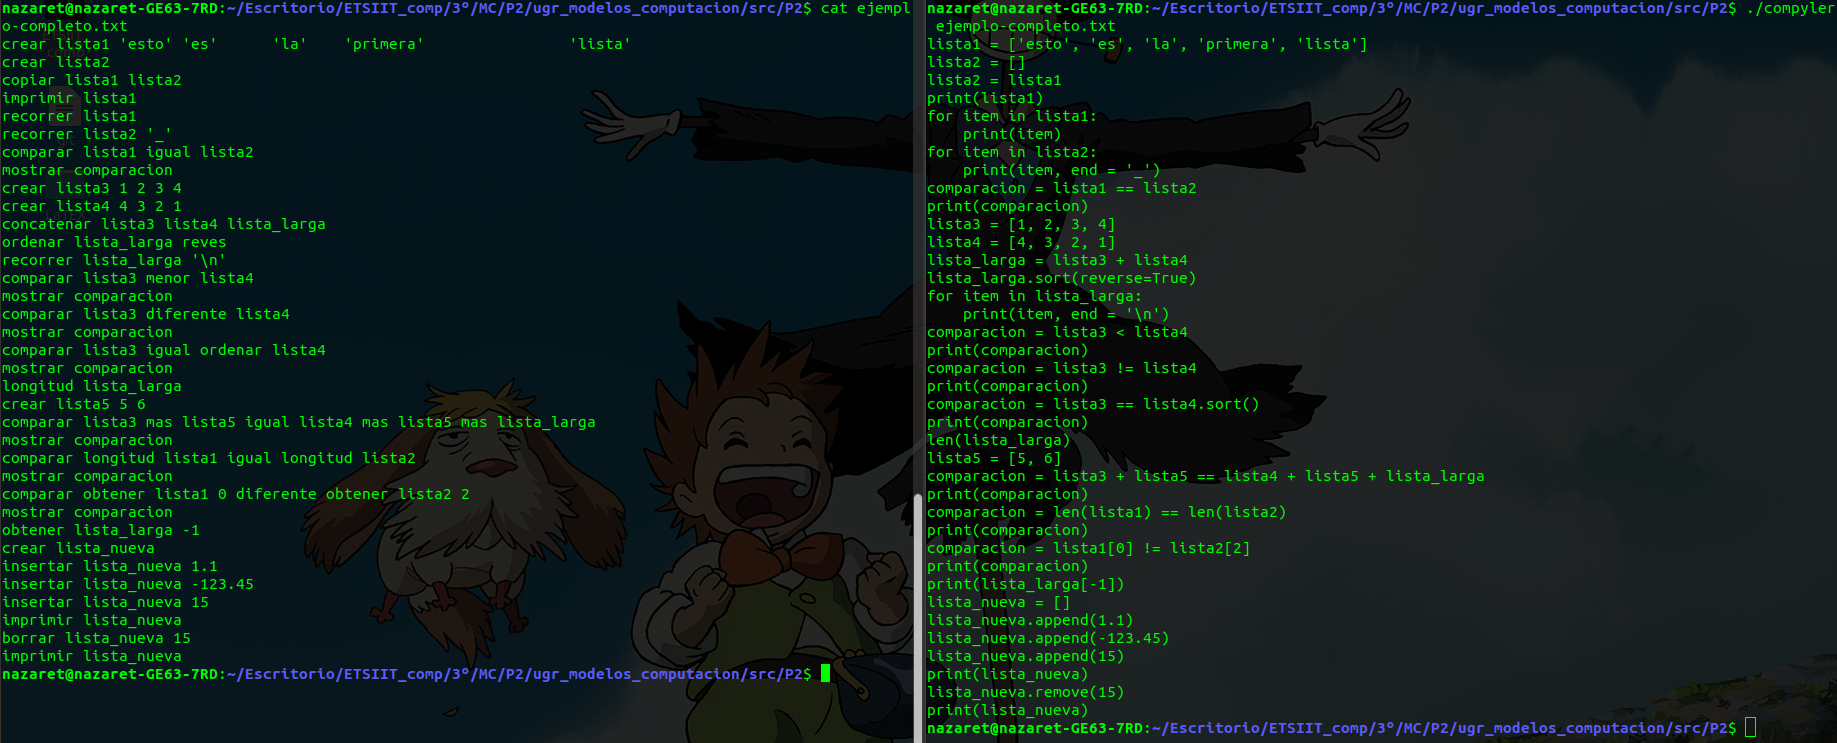 nazaret@nazaret-GE63-7RD:~/Escritorio/ETSIIT_comp/3º/MC/P2/ugr_modelos_computacion/src/P2$ cat ejempl
o-completo.txt
crear lista1 'esto' 'es'      'la'    'primera'                'lista'
crear lista2
copiar lista1 lista2
imprimir lista1
recorrer lista1
recorrer lista2 '_'
comparar lista1 igual lista2
mostrar comparacion
crear lista3 1 2 3 4
crear lista4 4 3 2 1
concatenar lista3 lista4 lista_larga
ordenar lista_larga reves
recorrer lista_larga '\n'
comparar lista3 menor lista4
mostrar comparacion
comparar lista3 diferente lista4
mostrar comparacion
comparar lista3 igual ordenar lista4
mostrar comparacion
longitud lista_larga
crear lista5 5 6
comparar lista3 mas lista5 igual lista4 mas lista5 mas lista_larga
mostrar comparacion
comparar longitud lista1 igual longitud lista2
mostrar comparacion
comparar obtener lista1 0 diferente obtener lista2 2
mostrar comparacion
obtener lista_larga -1
crear lista_nueva
insertar lista_nueva 1.1
insertar lista_nueva -123.45
insertar lista_nueva 15
imprimir lista_nueva
borrar lista_nueva 15
imprimir lista_nueva
nazaret@nazaret-GE63-7RD:~/Escritorio/ETSIIT_comp/3º/MC/P2/ugr_modelos_computacion/src/P2$
nazaret@nazaret-GE63-7RD:~/Escritorio/ETSIIT_comp/3º/MC/P2/ugr_modelos_computacion/src/P2$ ./compyler
 ejemplo-completo.txt
lista1 = ['esto', 'es', 'la', 'primera', 'lista']
lista2 = []
lista2 = lista1
print(lista1)
for item in lista1:
    print(item)
for item in lista2:
    print(item, end = '_')
comparacion = lista1 == lista2
print(comparacion)
lista3 = [1, 2, 3, 4]
lista4 = [4, 3, 2, 1]
lista_larga = lista3 + lista4
lista_larga.sort(reverse=True)
for item in lista_larga:
    print(item, end = '\n')
comparacion = lista3 < lista4
print(comparacion)
comparacion = lista3 != lista4
print(comparacion)
comparacion = lista3 == lista4.sort()
print(comparacion)
len(lista_larga)
lista5 = [5, 6]
comparacion = lista3 + lista5 == lista4 + lista5 + lista_larga
print(comparacion)
comparacion = len(lista1) == len(lista2)
print(comparacion)
comparacion = lista1[0] != lista2[2]
print(comparacion)
print(lista_larga[-1])
lista_nueva = []
lista_nueva.append(1.1)
lista_nueva.append(-123.45)
lista_nueva.append(15)
print(lista_nueva)
lista_nueva.remove(15)
print(lista_nueva)
nazaret@nazaret-GE63-7RD:~/Escritorio/ETSIIT_comp/3º/MC/P2/ugr_modelos_computacion/src/P2$